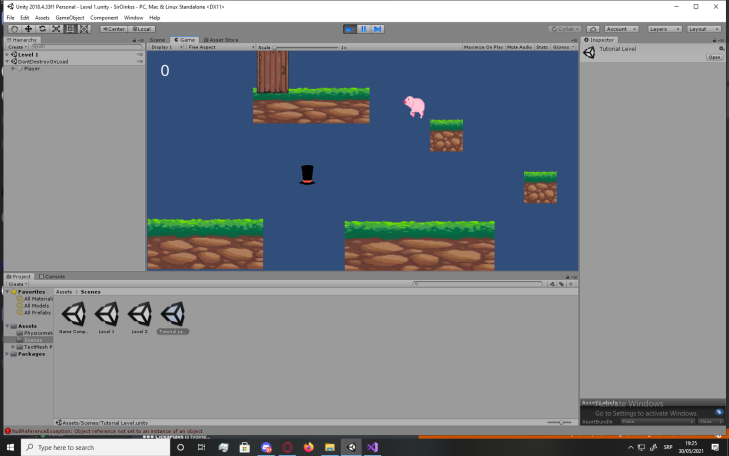 Unity 2018.4.33f1 Personal - Level 1.unity - SirOinks - PC, Mac & Linux Standalone <DX11>
File Edit Assets GameObject Component Window Help
Center Local Collab Account Layers Layout
Hierarchy Scene Game Asset Store Inspector
Create Display 1 Free Aspect Scale 1x Maximize On Play Mute Audio Stats Gizmos
Tutorial Level
Open
Level 1
DontDestroyOnLoad
Player
0
Project Console
Create
Favorites
All Materials
All Models
All Prefabs
Assets
Scenes
TextMesh P
Packages
Assets Scenes
Game Comp... Level 1 Level 2 Tutorial Le...
Assets/Scenes/Tutorial Level.unity
Activate Windows
Go to Settings to activate Windows.
AssetBundle None
NullReferenceException: Object reference not set to an instance of an object
Type here to search
SRP
19:25
30/05/2021